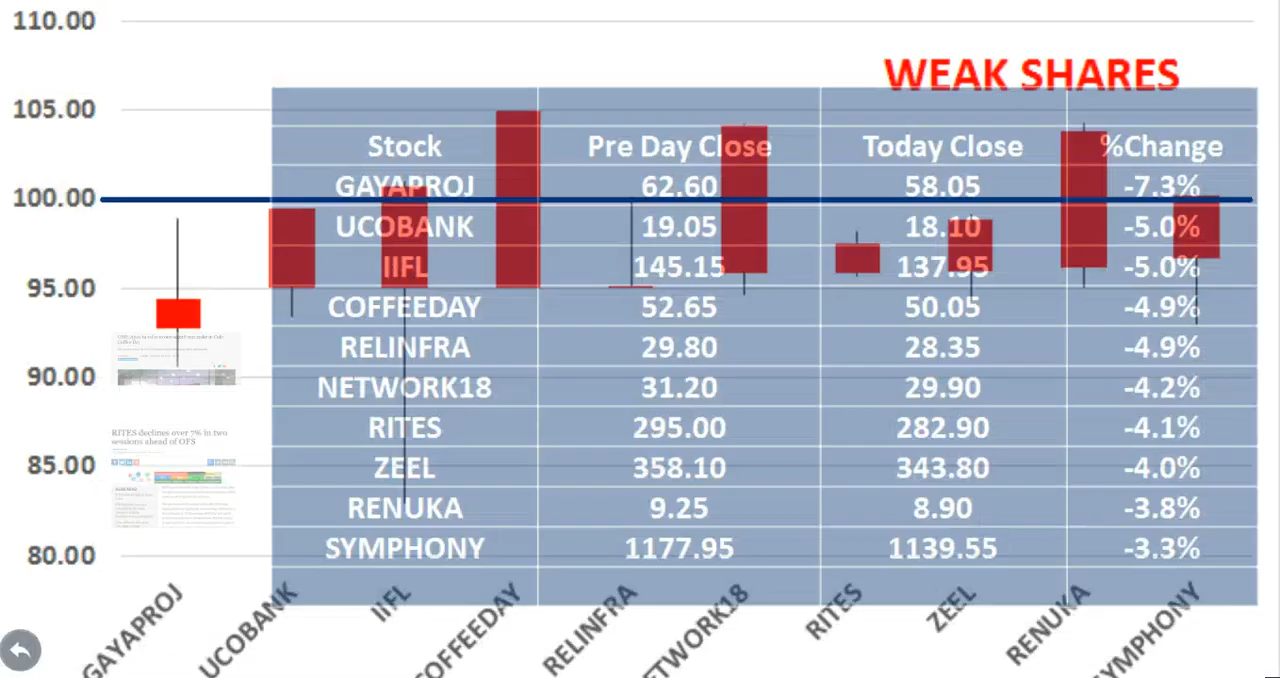 110.00
WEAK SHARES
105.00
Stock Pre Day Close Today Close %Change
GAYAPROJ 62.60 58.05 -7.3%
100.00
UCOBANK 19.05 18.10 -5.0%
IIFL 145.15 137.95 -5.0%
95.00
COFFEEDAY 52.65 50.05 -4.9%
RELINFRA 29.80 28.35 -4.9%
90.00
NETWORK18 31.20 29.90 -4.2%
RITES 295.00 282.90 -4.1%
RITES declines over 7% in two
sessions ahead of OFS
85.00
ZEEL 358.10 343.80 -4.0%
RENUKA 9.25 8.90 -3.8%
80.00
SYMPHONY 1177.95 1139.55 -3.3%
GAYAPROJ UCOBANK IIFL COFFEEDAY RELINFRA ETWORK18 RITES ZEEL RENUKA SYMPHONY